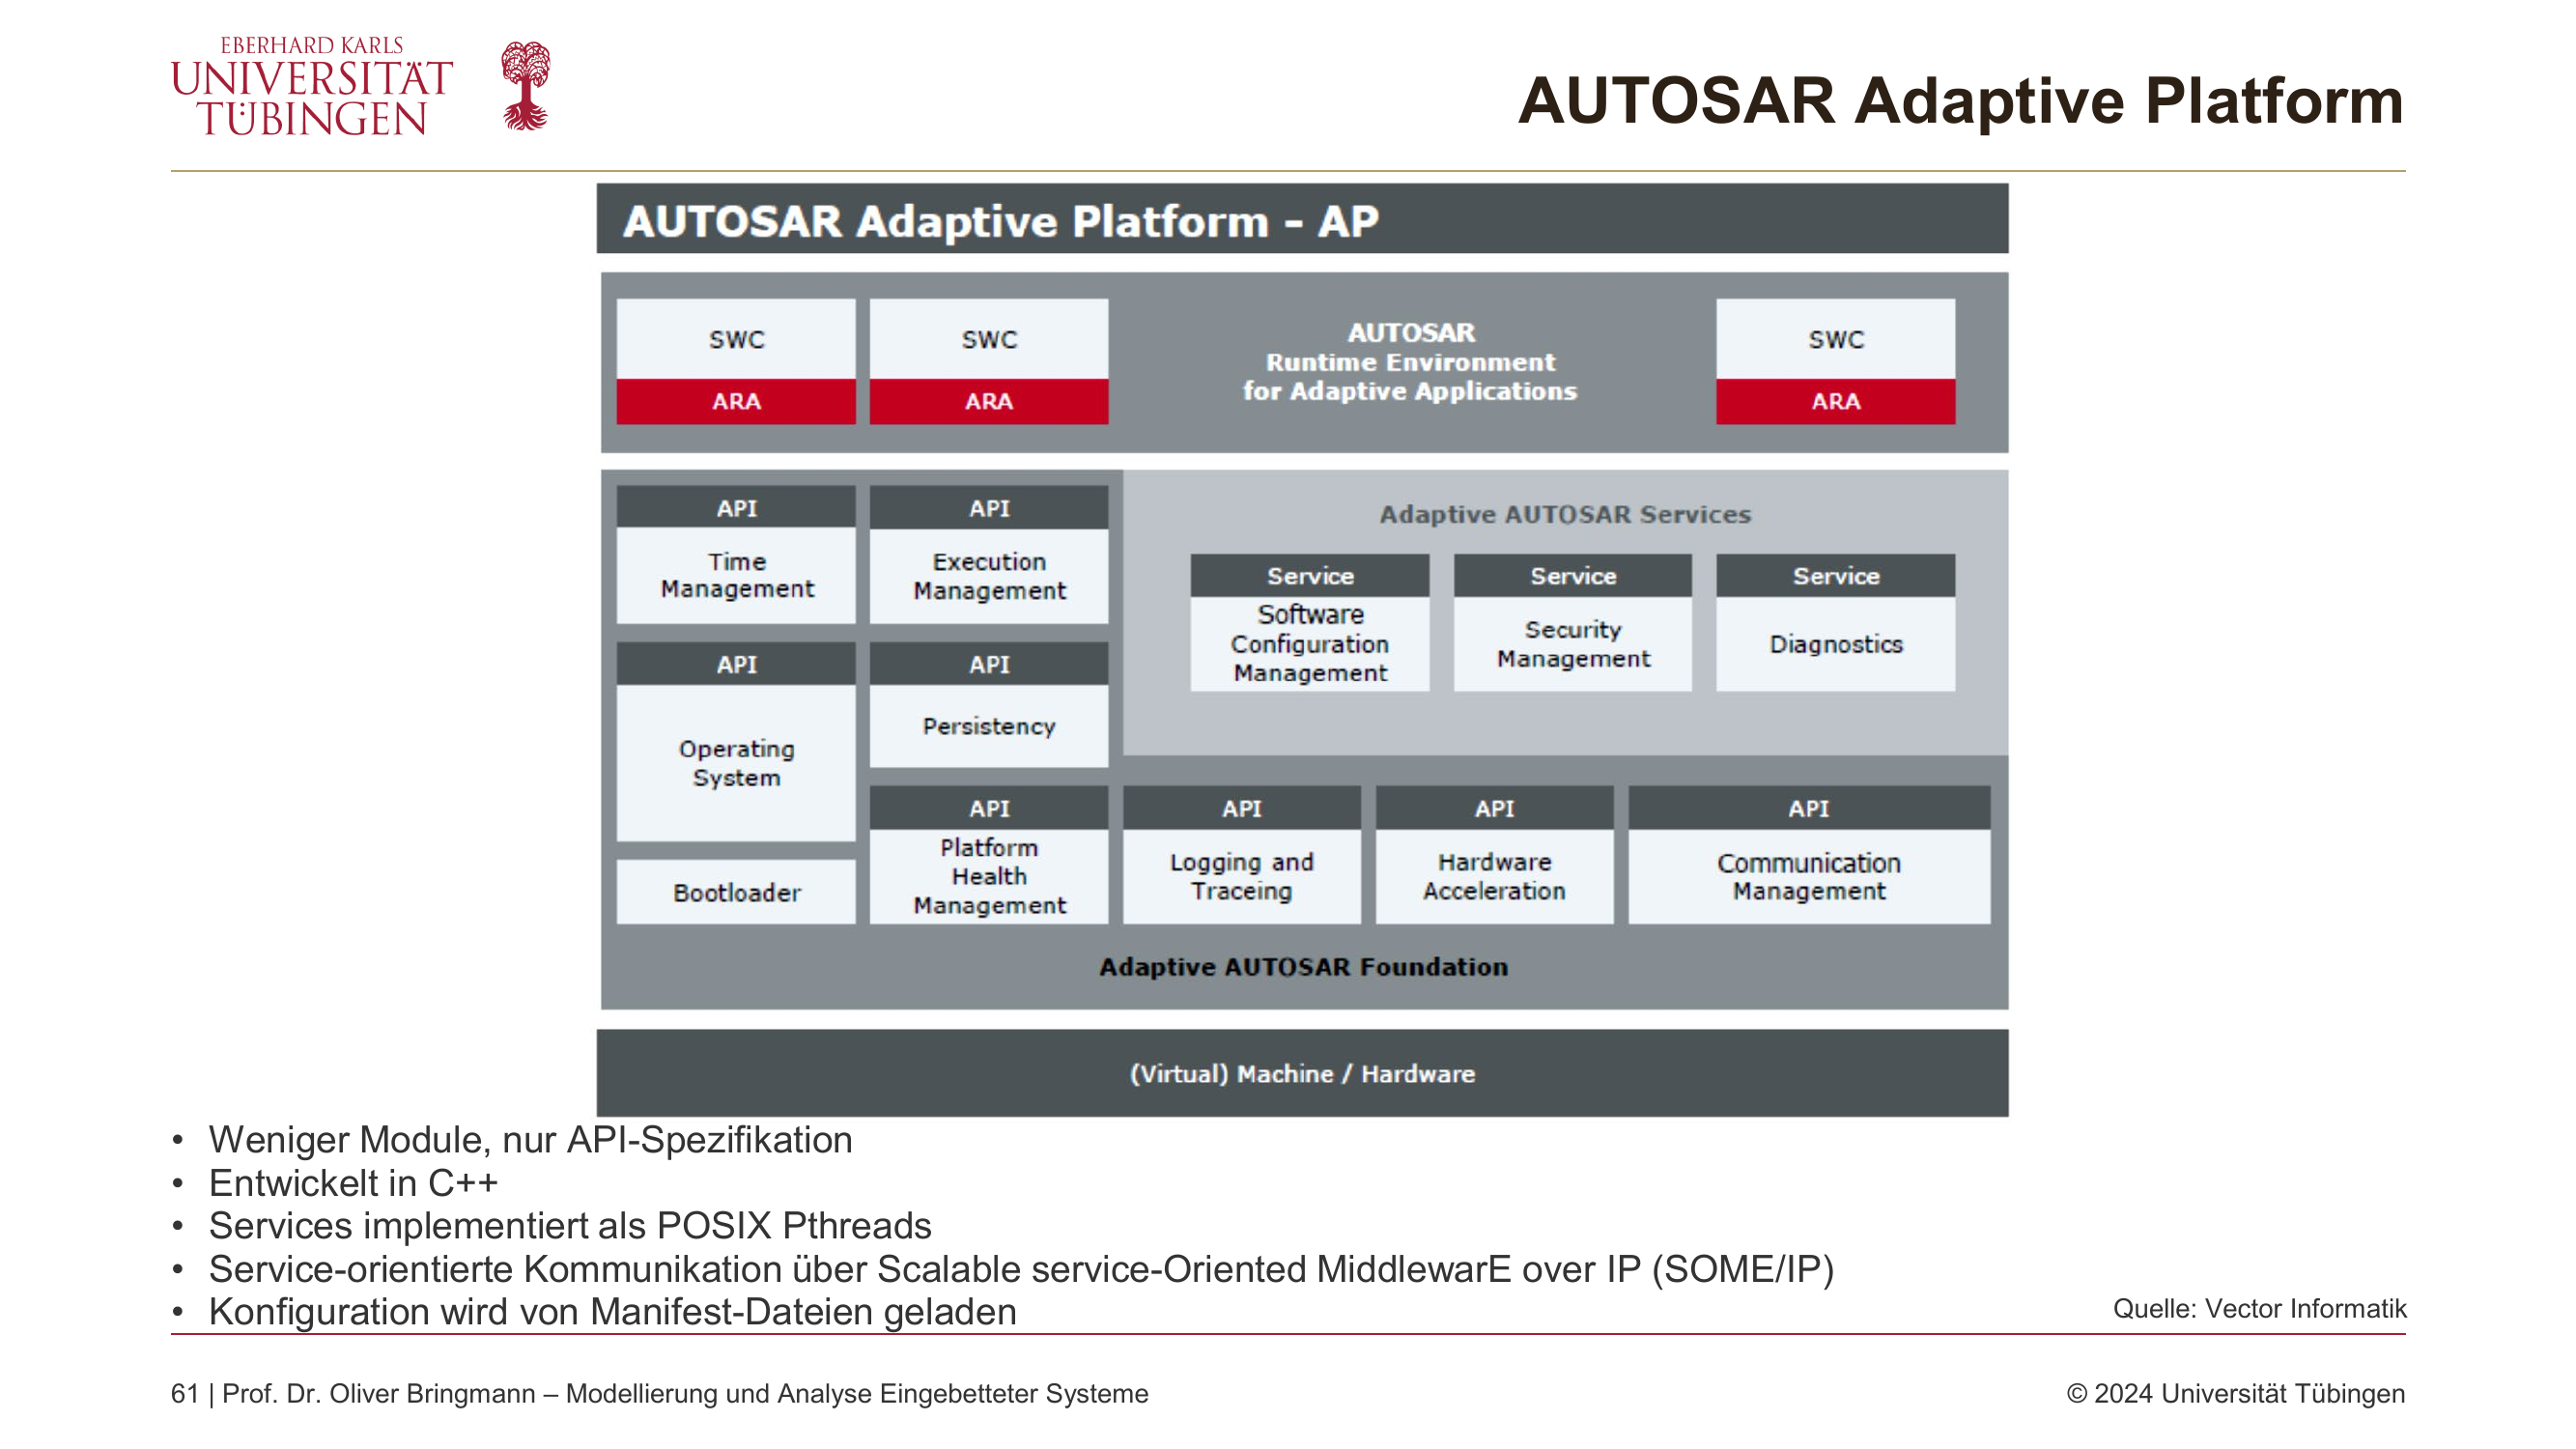 EBERHARD KARLS
UNIVERSITÄT
TÜBINGEN
AUTOSAR Adaptive Platform
AUTOSAR Adaptive Platform – AP
SWC
ARA
SWC
ARA
AUTOSAR
Runtime Environment
for Adaptive Applications
SWC
ARA
API
Time
Management
API
Execution
Management
Adaptive AUTOSAR Services
Service
Software
Configuration
Management
Service
Security
Management
Service
Diagnostics
API
Operating
System
API
Persistency
Bootloader
API
Platform
Health
Management
API
Logging and
Traceing
API
Hardware
Acceleration
API
Communication
Management
Adaptive AUTOSAR Foundation
(Virtual) Machine / Hardware
• Weniger Module, nur API-Spezifikation
• Entwickelt in C++
• Services implementiert als POSIX Pthreads
• Service-orientierte Kommunikation über Scalable service-Oriented MiddlewarE over IP (SOME/IP)
• Konfiguration wird von Manifest-Dateien geladen
Quelle: Vector Informatik
61 | Prof. Dr. Oliver Bringmann – Modellierung und Analyse Eingebetteter Systeme
© 2024 Universität Tübingen